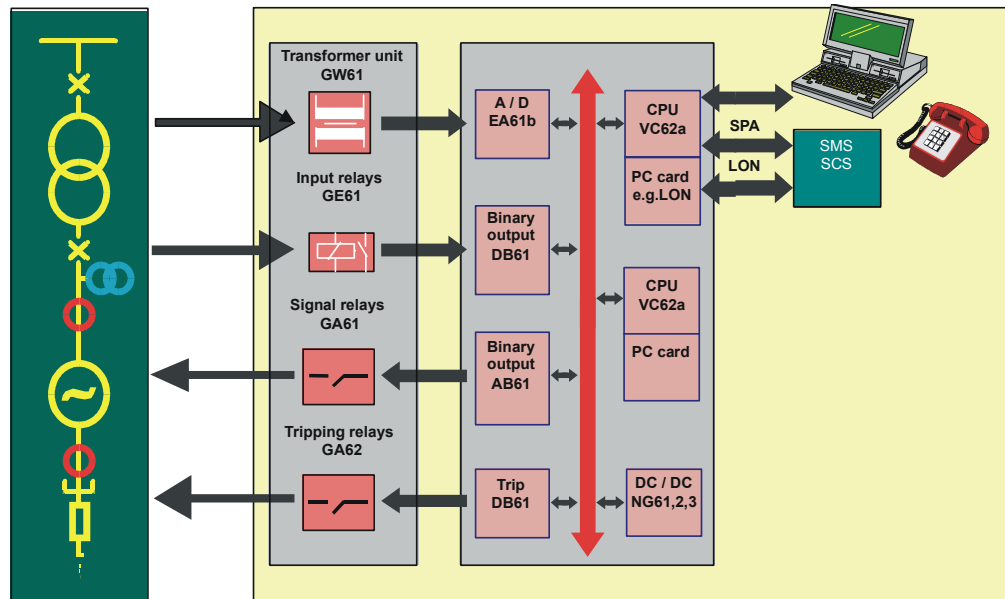 Transformer unit
GW61
Input relays
GE61
Signal relays
GA61
Tripping relays
GA62
A / D
EA61b
Binary
output
DB61
Binary
output
AB61
Trip
DB61
CPU
VC62a
PC card
e.g.LON
CPU
VC62a
PC card
DC / DC
NG61,2,3
SPA
LON
SMS
SCS